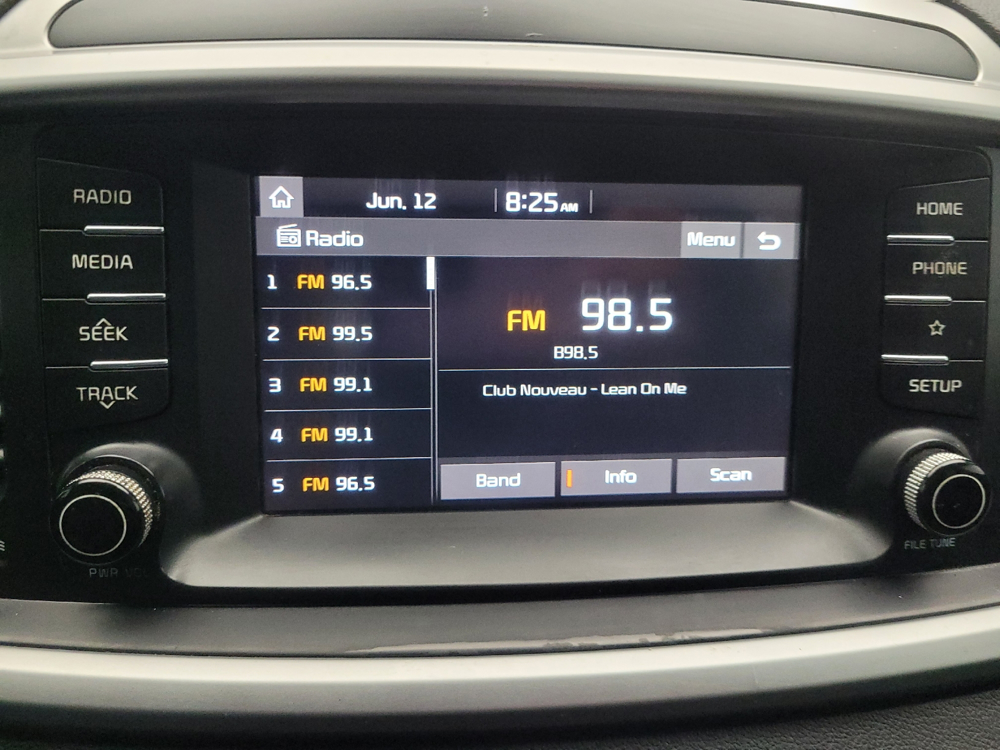 Jun. 12 8:25 AM
Radio Menu
1 FM 96.5
2 FM 99.5
3 FM 99.1
4 FM 99.1
5 FM 96.5
FM 98.5
B98.5
Club Nouveau - Lean On Me
Band Info Scan
RADIO
MEDIA
SEEK
TRACK
PWR
HOME
PHONE
SETUP
FILE TUNE